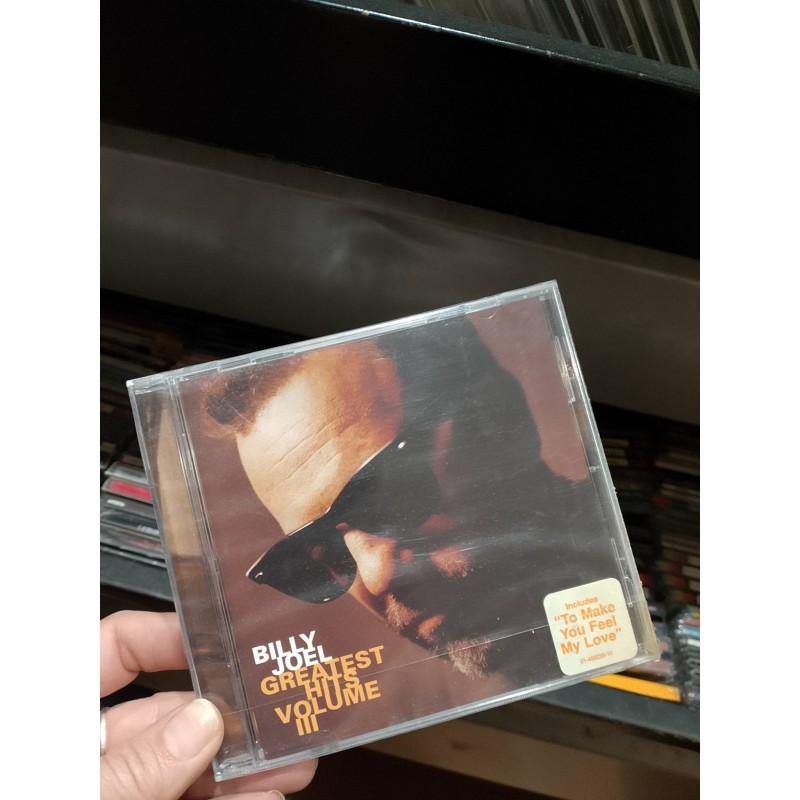 BILLY
JOEL
GREATEST
HITS
VOLUME
III
Includes
"To Make
You Feel
My Love"